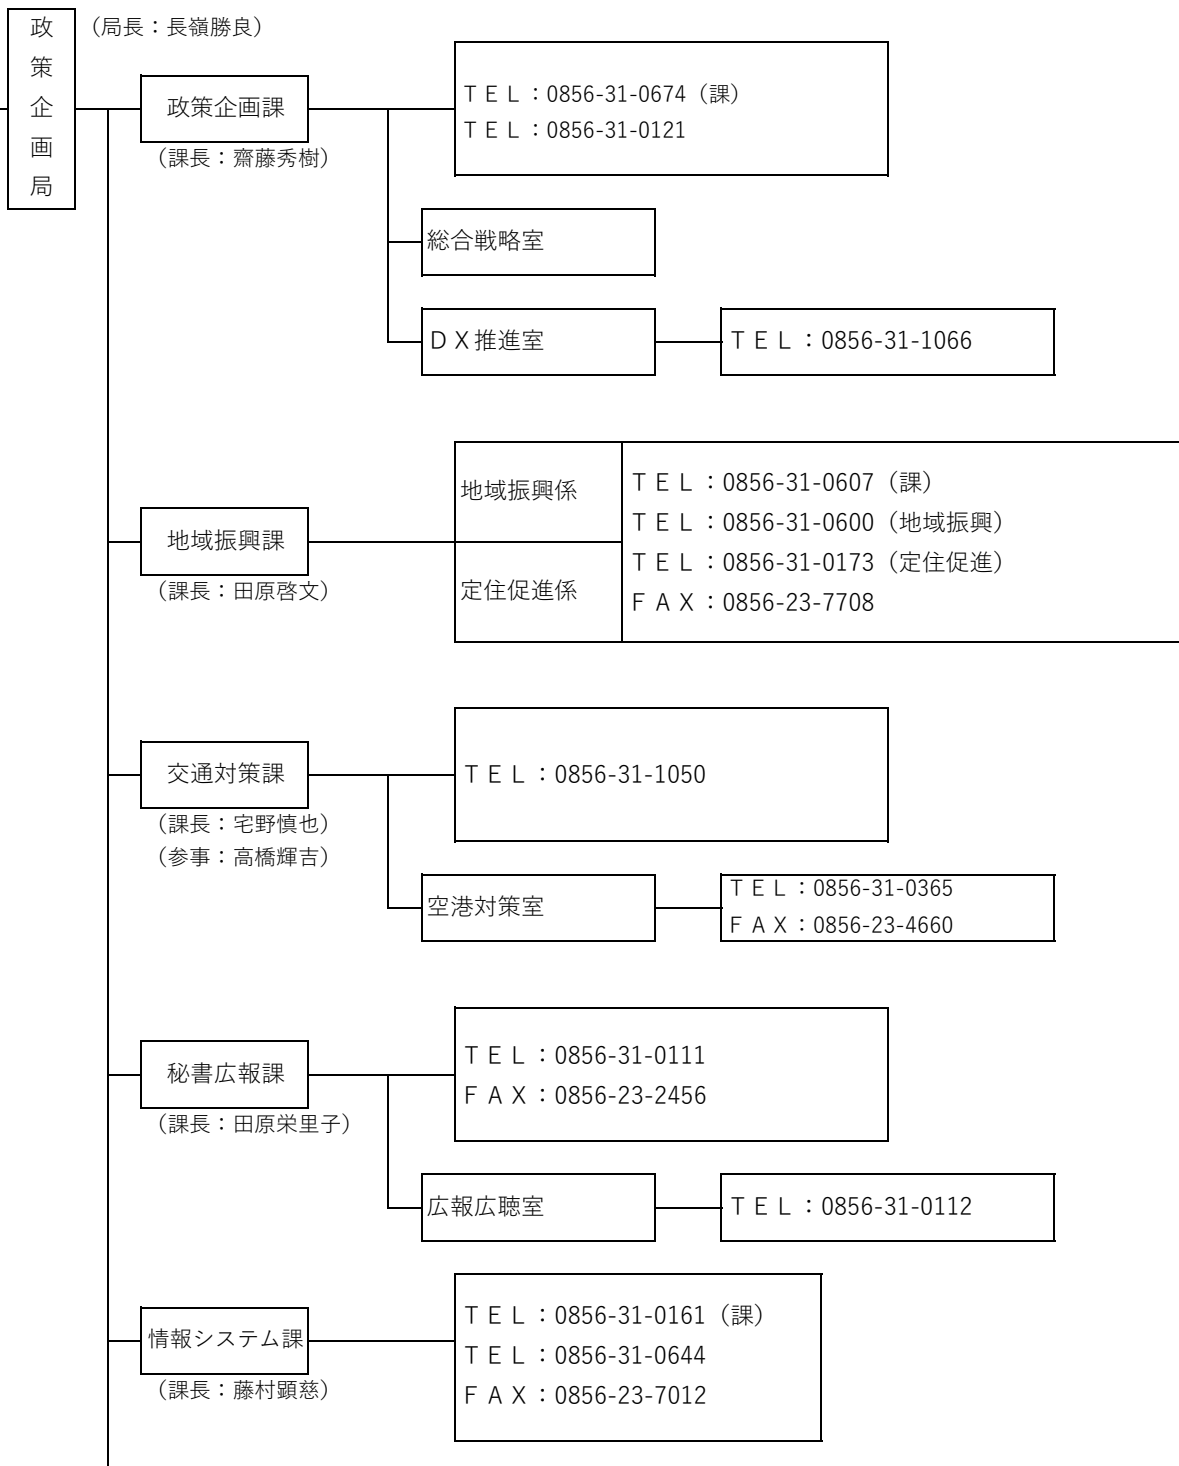 政策企画局
（局長：長嶺勝良）
政策企画課
（課長：齋藤秀樹）
ＴＥＬ：0856-31-0674（課）
ＴＥＬ：0856-31-0121
総合戦略室
ＤＸ推進室
ＴＥＬ：0856-31-1066
地域振興課
（課長：田原啓文）
地域振興係
定住促進係
ＴＥＬ：0856-31-0607（課）
ＴＥＬ：0856-31-0600（地域振興）
ＴＥＬ：0856-31-0173（定住促進）
ＦＡＸ：0856-23-7708
交通対策課
（課長：宅野慎也）
（参事：高橋輝吉）
ＴＥＬ：0856-31-1050
空港対策室
ＴＥＬ：0856-31-0365
ＦＡＸ：0856-23-4660
秘書広報課
（課長：田原栄里子）
ＴＥＬ：0856-31-0111
ＦＡＸ：0856-23-2456
広報広聴室
ＴＥＬ：0856-31-0112
情報システム課
（課長：藤村顕慈）
ＴＥＬ：0856-31-0161（課）
ＴＥＬ：0856-31-0644
ＦＡＸ：0856-23-7012